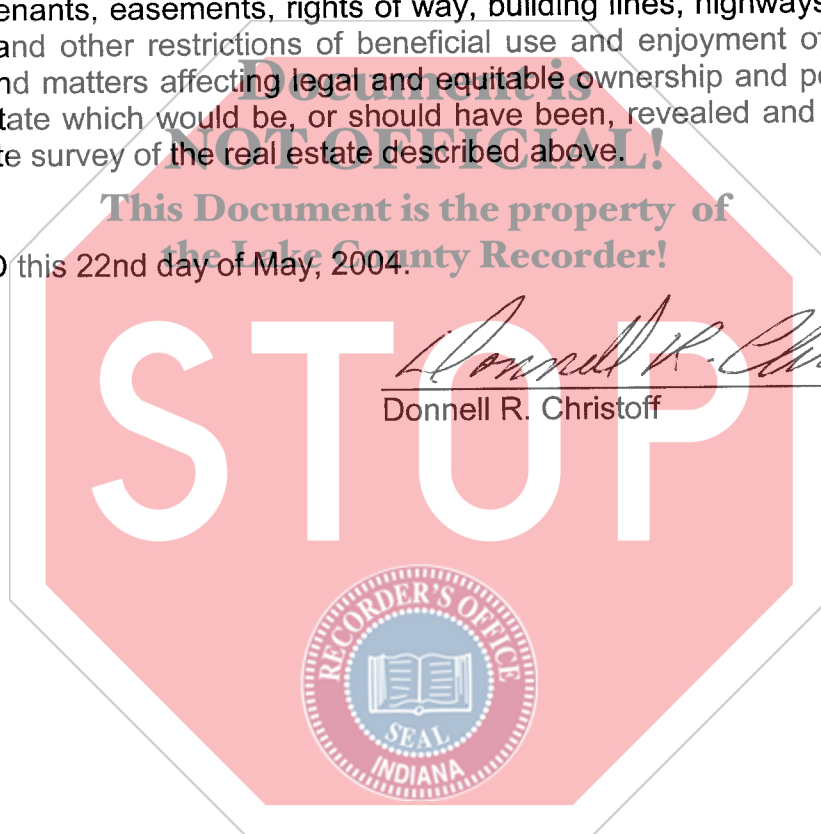 enants, easements, rights of way, building lines, highways
and other restrictions of beneficial use and enjoyment of
nd matters affecting legal and equitable ownership and po
tate which would be, or should have been, revealed and
te survey of the real estate described above.
Document is
NOT OFFICIAL!
This Document is the property of
the Lake County Recorder!
D this 22nd day of May, 2004.
Donnell R. Chr
Donnell R. Christoff
STOP
RECORDER'S OFFICE
SEAL
INDIANA